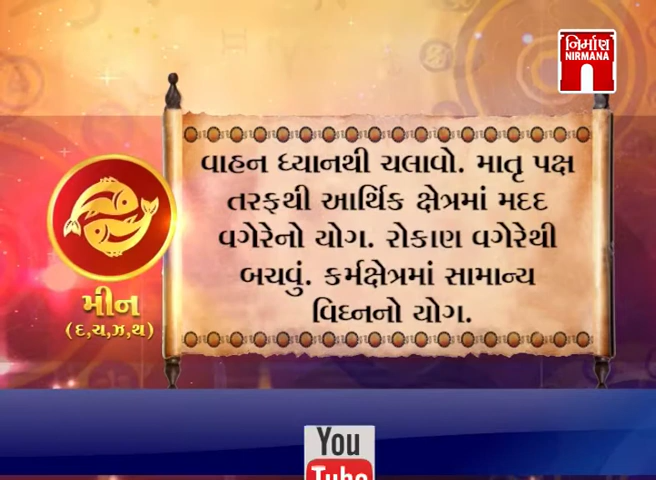 નિર્માણ
NIRMANA
વાહન ધ્યાનથી ચલાવો. માતૃ પક્ષ
તરફથી આર્થિક ક્ષેત્રમાં મદદ
વગેરેનો યોગ. રોકાણ વગેરેથી
બચવું. કર્મક્ષેત્રમાં સામાન્ય
વિઘ્નનો યોગ.
મીન
(દ,ચ,ઝ,થ)
You
Tube